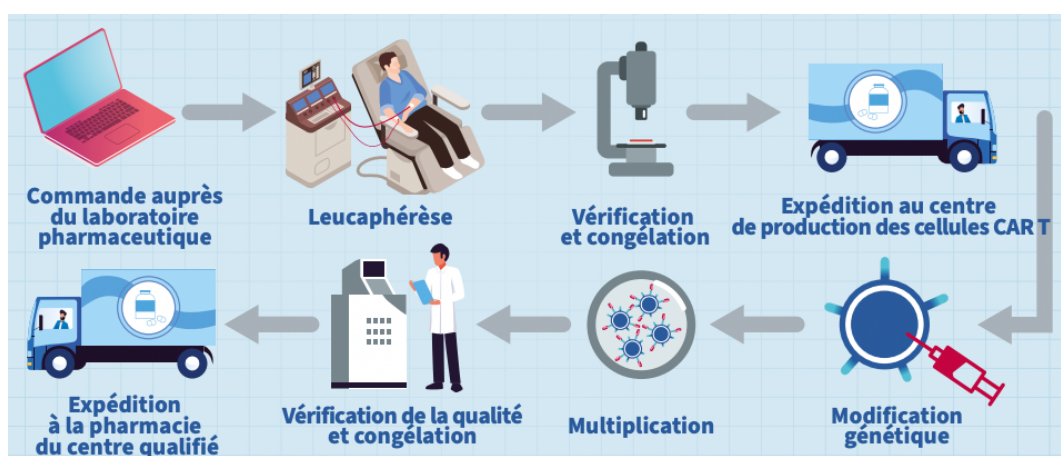 Commande auprès
du laboratoire
pharmaceutique
Leucaphérèse
Vérification
et congélation
Expédition au centre
de production des cellules CAR T
Modification
génétique
Multiplication
Vérification de la qualité
et congélation
Expédition
à la pharmacie
du centre qualifié